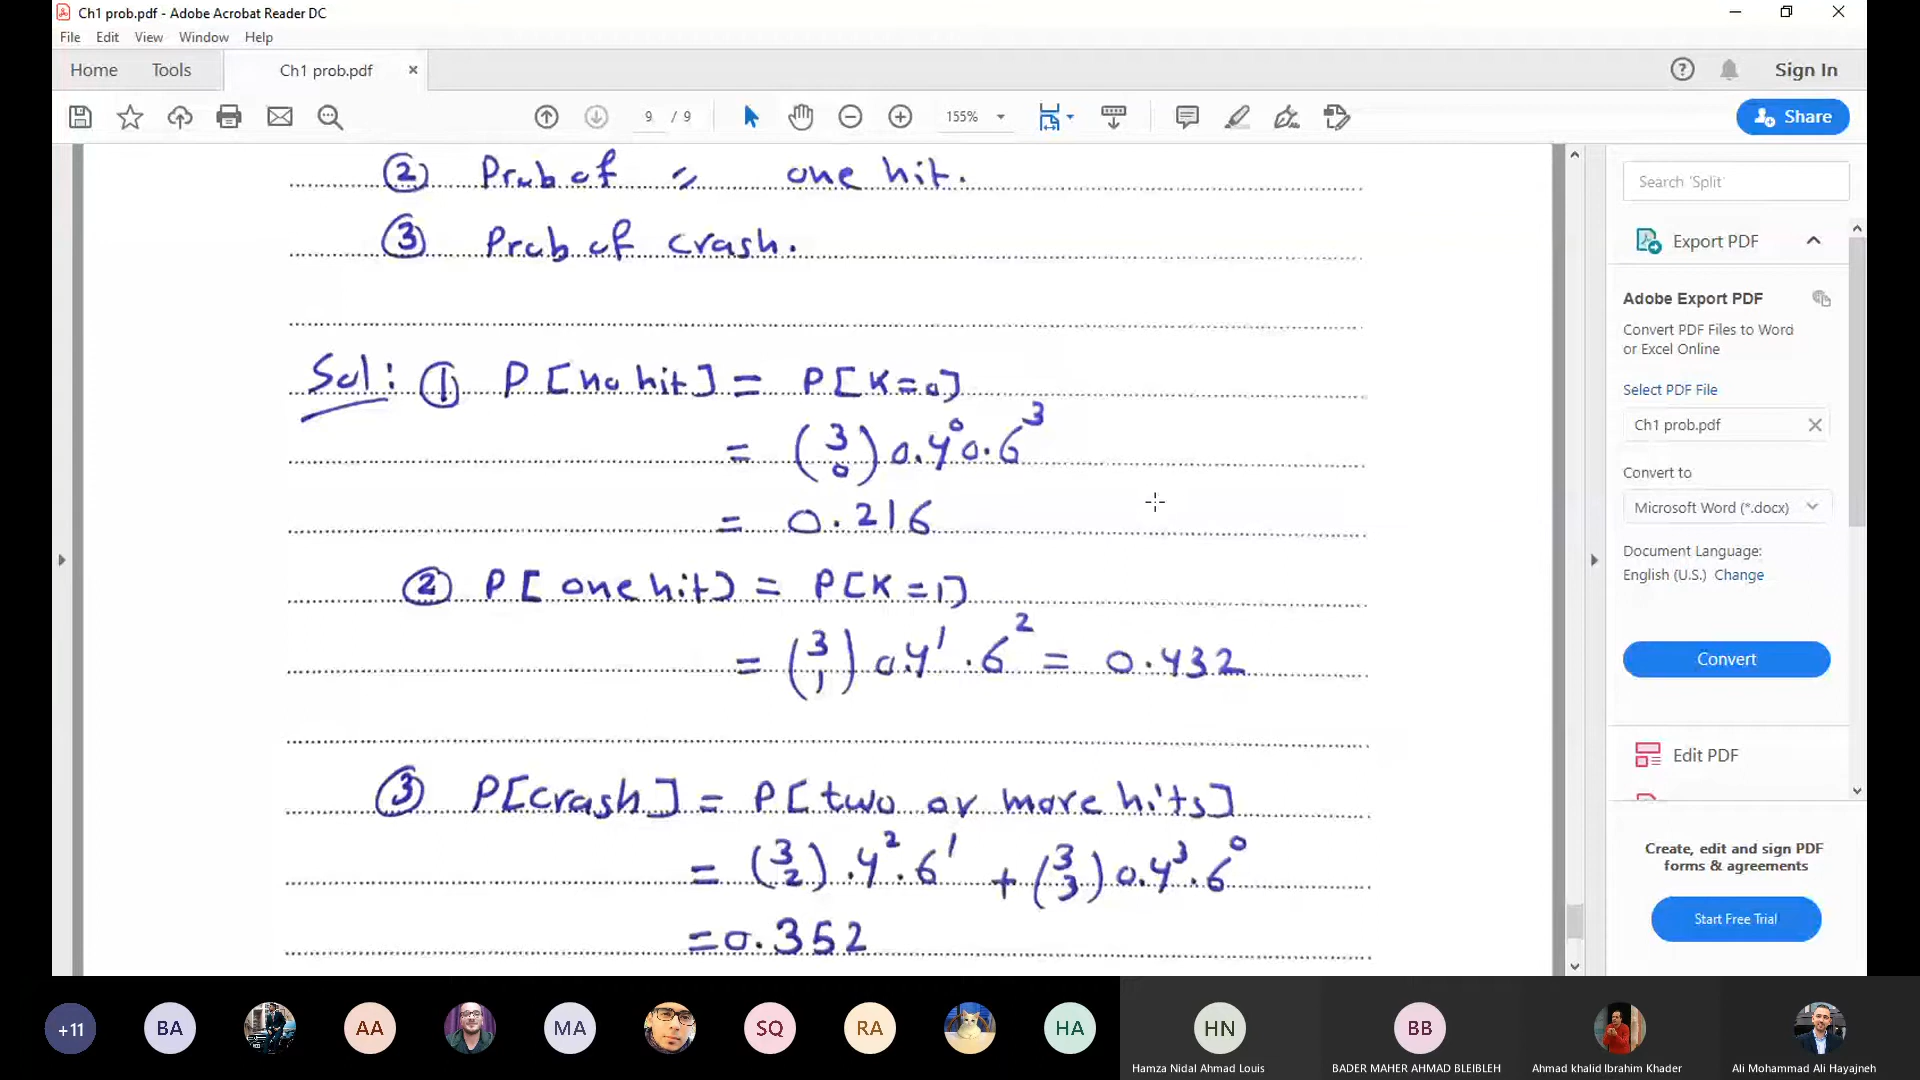 Ch1 prob.pdf - Adobe Acrobat Reader DC
File Edit View Window Help
Home Tools Ch1 prob.pdf × Sign In
9 / 9 155% Share
② Prob of 〃 one hit.
③ Prob of crash.
Sol: ① P[no hit] = P[K=0]
= (3 0) 0.4⁰ 0.6³
= 0.216
② P[one hit] = P[K=1]
= (3 1) 0.4¹ .6² = 0.432
③ P[crash] = P[two or more hits]
= (3 2) .4² .6¹ + (3 3) 0.4³ .6⁰
= 0.352
Search 'Split'
Export PDF
Adobe Export PDF
Convert PDF Files to Word
or Excel Online
Select PDF File
Ch1 prob.pdf
Convert to
Microsoft Word (*.docx)
Document Language:
English (U.S.) Change
Convert
Edit PDF
Create, edit and sign PDF
forms & agreements
Start Free Trial
+11 BA AA MA SQ RA HA HN BB
Hamza Nidal Ahmad Louis BADER MAHER AHMAD BLEIBLEH Ahmad khalid Ibrahim Khader Ali Mohammad Ali Hayajneh